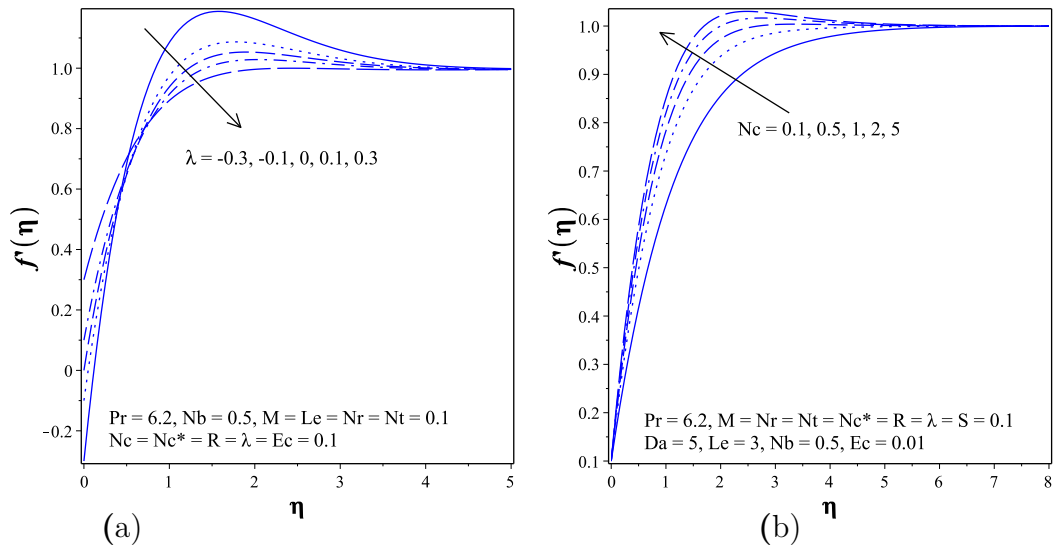 1.0
0.8
0.6
0.4
0.2
0
-0.2
f'(η)
λ = -0.3, -0.1, 0, 0.1, 0.3
Pr = 6.2, Nb = 0.5, M = Le = Nr = Nt = 0.1
Nc = Nc* = R = λ = Ec = 0.1
0 1 2 3 4 5
η
(a)
1.0
0.9
0.8
0.7
0.6
0.5
0.4
0.3
0.2
0.1
f'(η)
Nc = 0.1, 0.5, 1, 2, 5
Pr = 6.2, M = Nr = Nt = Nc* = R = λ = S = 0.1
Da = 5, Le = 3, Nb = 0.5, Ec = 0.01
0 1 2 3 4 5 6 7 8
η
(b)